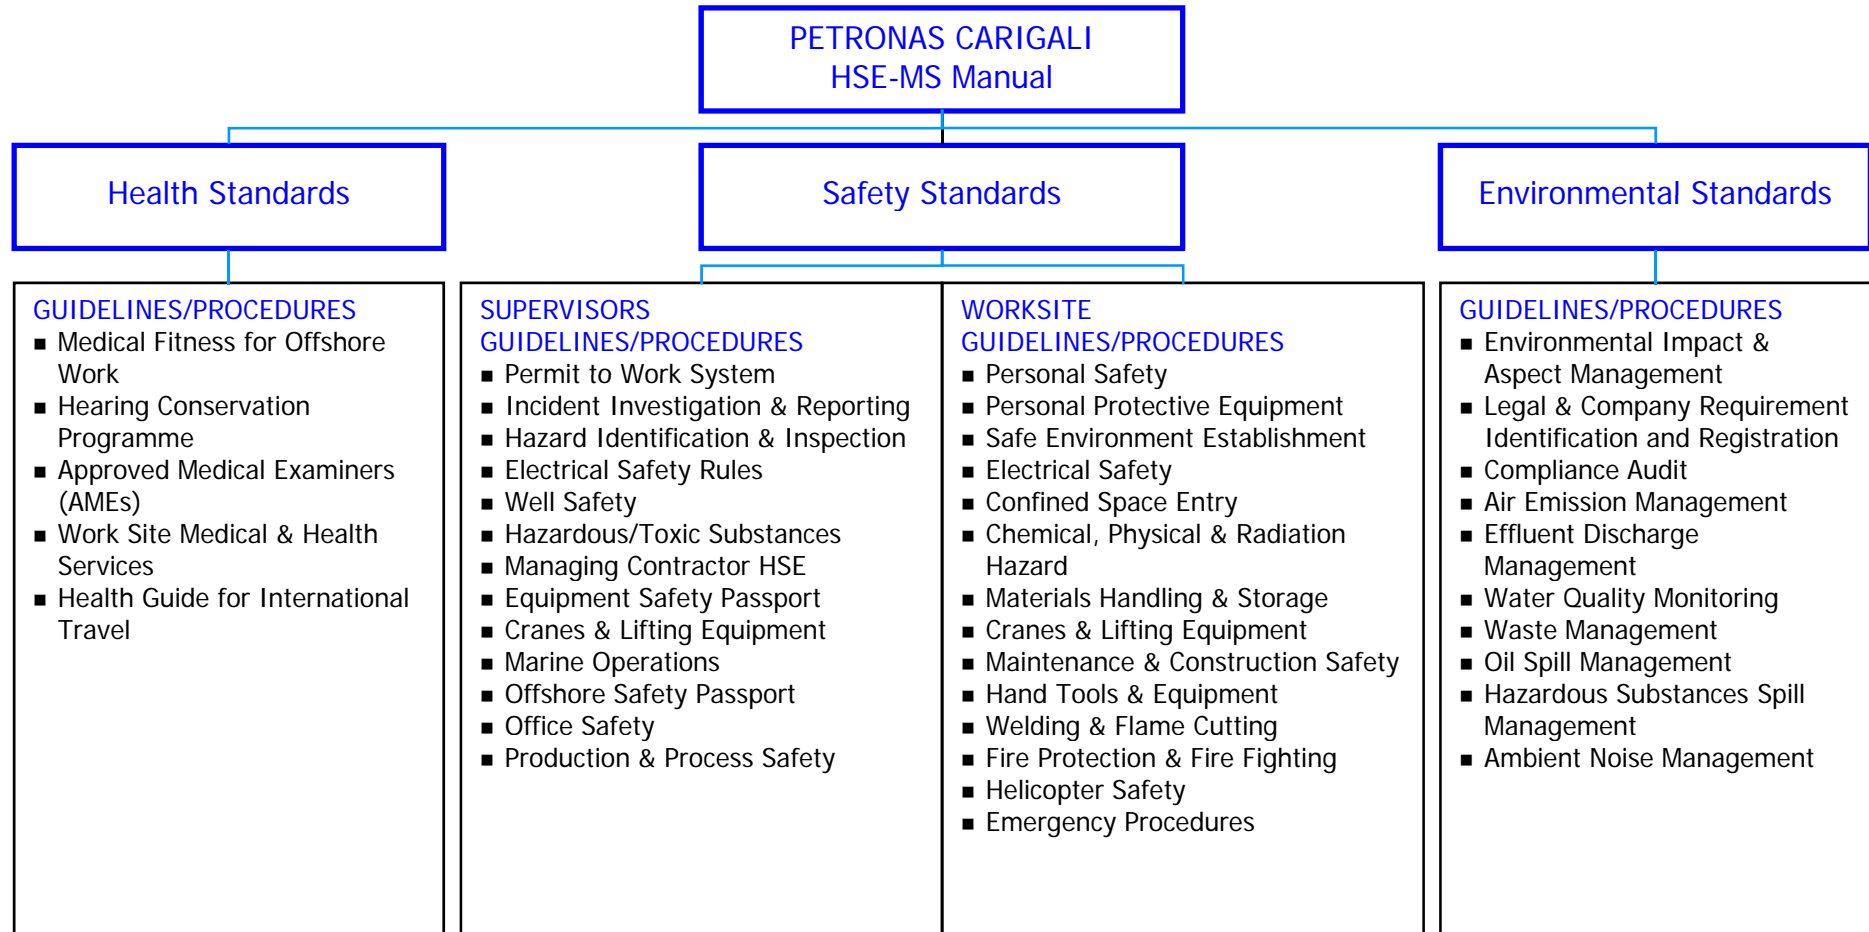 PETRONAS CARIGALI
HSE-MS Manual
Health Standards
Safety Standards
Environmental Standards
GUIDELINES/PROCEDURES
■ Medical Fitness for Offshore
Work
■ Hearing Conservation
Programme
■ Approved Medical Examiners
(AMEs)
■ Work Site Medical & Health
Services
■ Health Guide for International
Travel
SUPERVISORS
GUIDELINES/PROCEDURES
■ Permit to Work System
■ Incident Investigation & Reporting
■ Hazard Identification & Inspection
■ Electrical Safety Rules
■ Well Safety
■ Hazardous/Toxic Substances
■ Managing Contractor HSE
■ Equipment Safety Passport
■ Cranes & Lifting Equipment
■ Marine Operations
■ Offshore Safety Passport
■ Office Safety
■ Production & Process Safety
WORKSITE
GUIDELINES/PROCEDURES
■ Personal Safety
■ Personal Protective Equipment
■ Safe Environment Establishment
■ Electrical Safety
■ Confined Space Entry
■ Chemical, Physical & Radiation
Hazard
■ Materials Handling & Storage
■ Cranes & Lifting Equipment
■ Maintenance & Construction Safety
■ Hand Tools & Equipment
■ Welding & Flame Cutting
■ Fire Protection & Fire Fighting
■ Helicopter Safety
■ Emergency Procedures
GUIDELINES/PROCEDURES
■ Environmental Impact &
Aspect Management
■ Legal & Company Requirement
Identification and Registration
■ Compliance Audit
■ Air Emission Management
■ Effluent Discharge
Management
■ Water Quality Monitoring
■ Waste Management
■ Oil Spill Management
■ Hazardous Substances Spill
Management
■ Ambient Noise Management